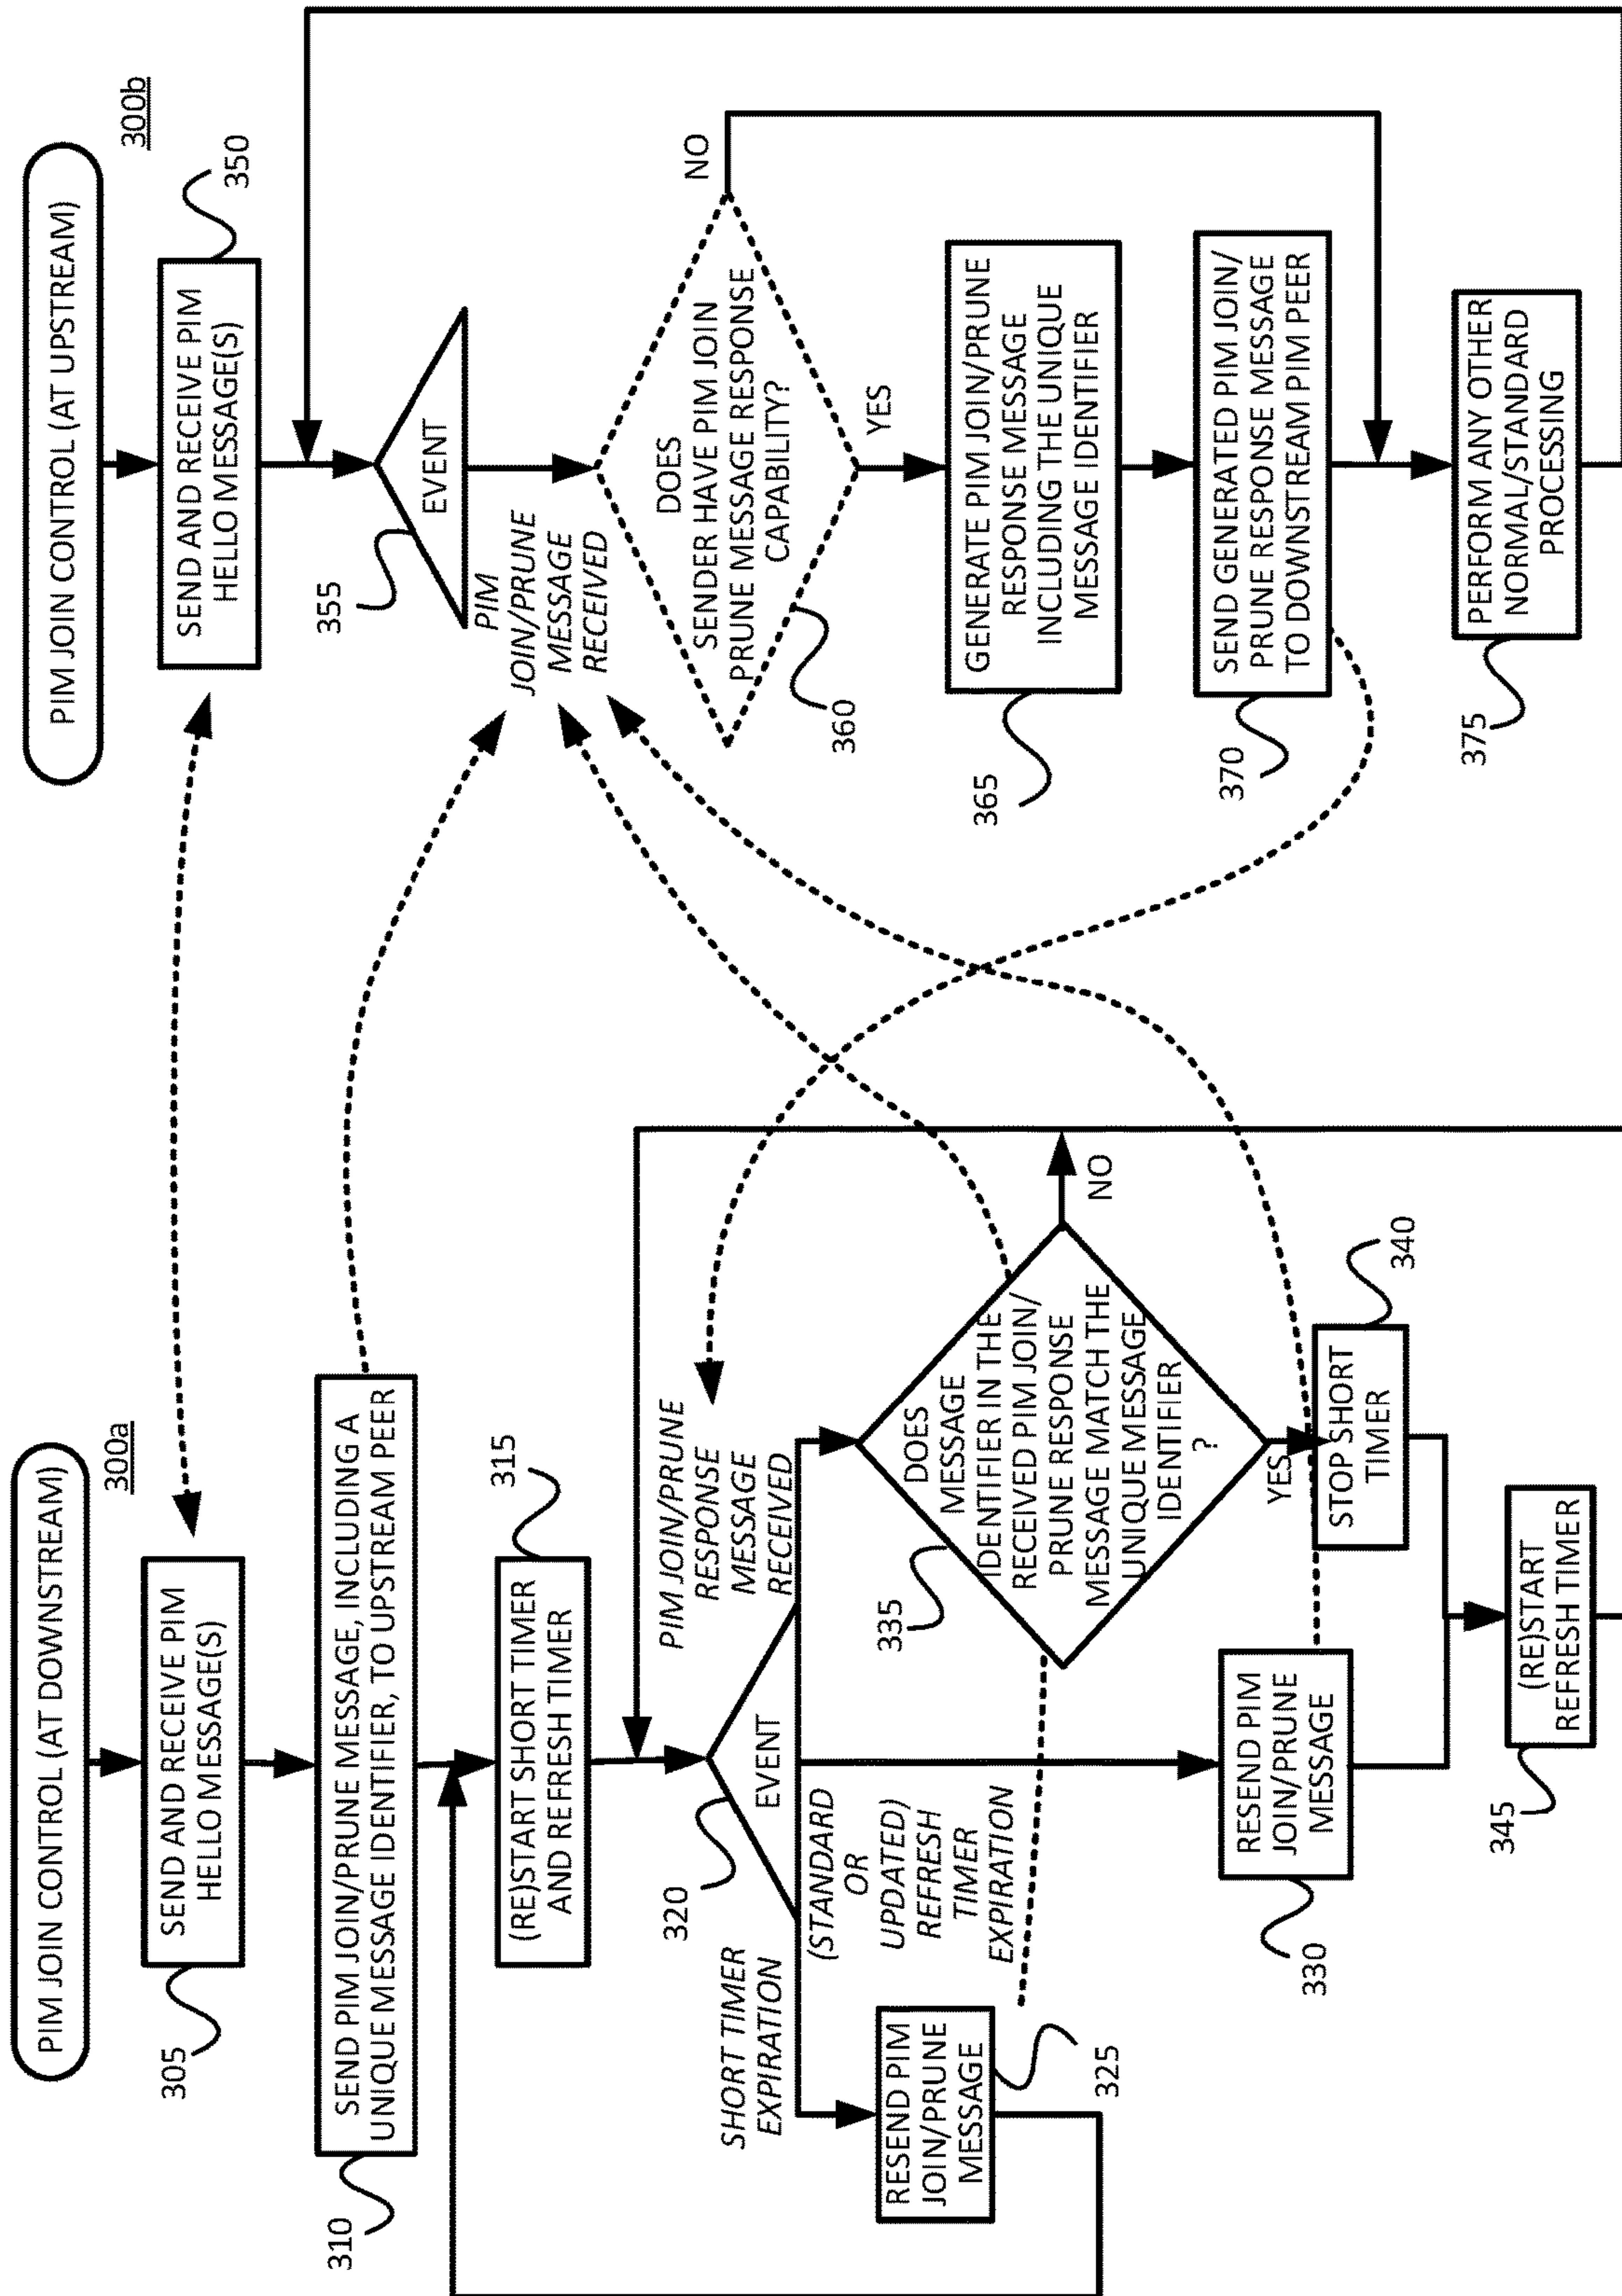 PIM JOIN CONTROL (AT DOWNSTREAM)
300a
SEND AND RECEIVE PIM
HELLO MESSAGE(S)
305
SEND PIM JOIN/PRUNE MESSAGE, INCLUDING A
UNIQUE MESSAGE IDENTIFIER, TO UPSTREAM PEER
310
(RE)START SHORT TIMER
AND REFRESH TIMER
315
EVENT
320
SHORT TIMER
EXPIRATION
RESEND PIM
JOIN/PRUNE
MESSAGE
325
(STANDARD
OR
UPDATED)
REFRESH
TIMER
EXPIRATION
RESEND PIM
JOIN/PRUNE
MESSAGE
330
PIM JOIN/PRUNE
RESPONSE
MESSAGE
RECEIVED
DOES
MESSAGE
IDENTIFIER IN THE
RECEIVED PIM JOIN/
PRUNE RESPONSE
MESSAGE MATCH THE
UNIQUE MESSAGE
IDENTIFIER
?
335
NO
YES
STOP SHORT
TIMER
340
(RE)START
REFRESH TIMER
345
PIM JOIN CONTROL (AT UPSTREAM)
300b
SEND AND RECEIVE PIM
HELLO MESSAGE(S)
350
EVENT
355
PIM
JOIN/PRUNE
MESSAGE
RECEIVED
DOES
SENDER HAVE PIM JOIN
PRUNE MESSAGE RESPONSE
CAPABILITY?
360
NO
YES
GENERATE PIM JOIN/PRUNE
RESPONSE MESSAGE
INCLUDING THE UNIQUE
MESSAGE IDENTIFIER
365
SEND GENERATED PIM JOIN/
PRUNE RESPONSE MESSAGE
TO DOWNSTREAM PIM PEER
370
PERFORM ANY OTHER
NORMAL/STANDARD
PROCESSING
375